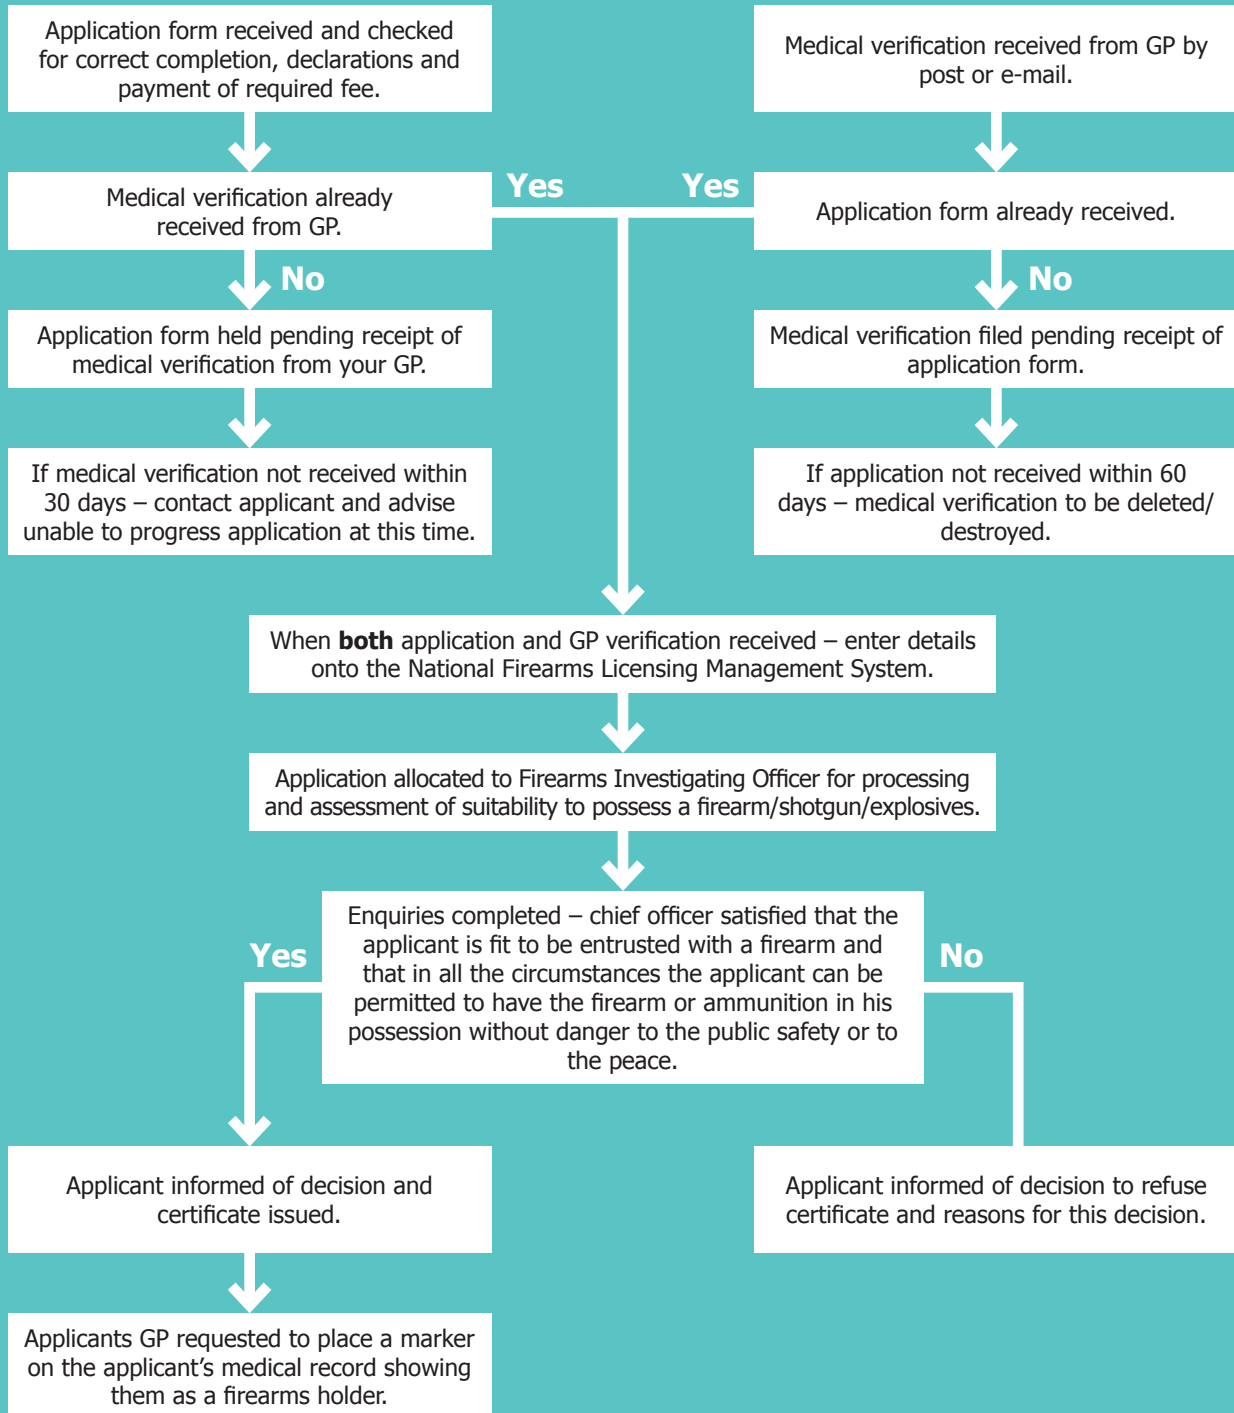 Application form received and checked
for correct completion, declarations and
payment of required fee.
Medical verification received from GP by
post or e-mail.
Yes
Yes
Medical verification already
received from GP.
Application form already received.
No
No
Application form held pending receipt of
medical verification from your GP.
Medical verification filed pending receipt of
application form.
If medical verification not received within
30 days – contact applicant and advise
unable to progress application at this time.
If application not received within 60
days – medical verification to be deleted/
destroyed.
When both application and GP verification received – enter details
onto the National Firearms Licensing Management System.
Application allocated to Firearms Investigating Officer for processing
and assessment of suitability to possess a firearm/shotgun/explosives.
Enquiries completed – chief officer satisfied that the
applicant is fit to be entrusted with a firearm and
that in all the circumstances the applicant can be
permitted to have the firearm or ammunition in his
possession without danger to the public safety or to
the peace.
Yes
No
Applicant informed of decision and
certificate issued.
Applicant informed of decision to refuse
certificate and reasons for this decision.
Applicants GP requested to place a marker
on the applicant’s medical record showing
them as a firearms holder.